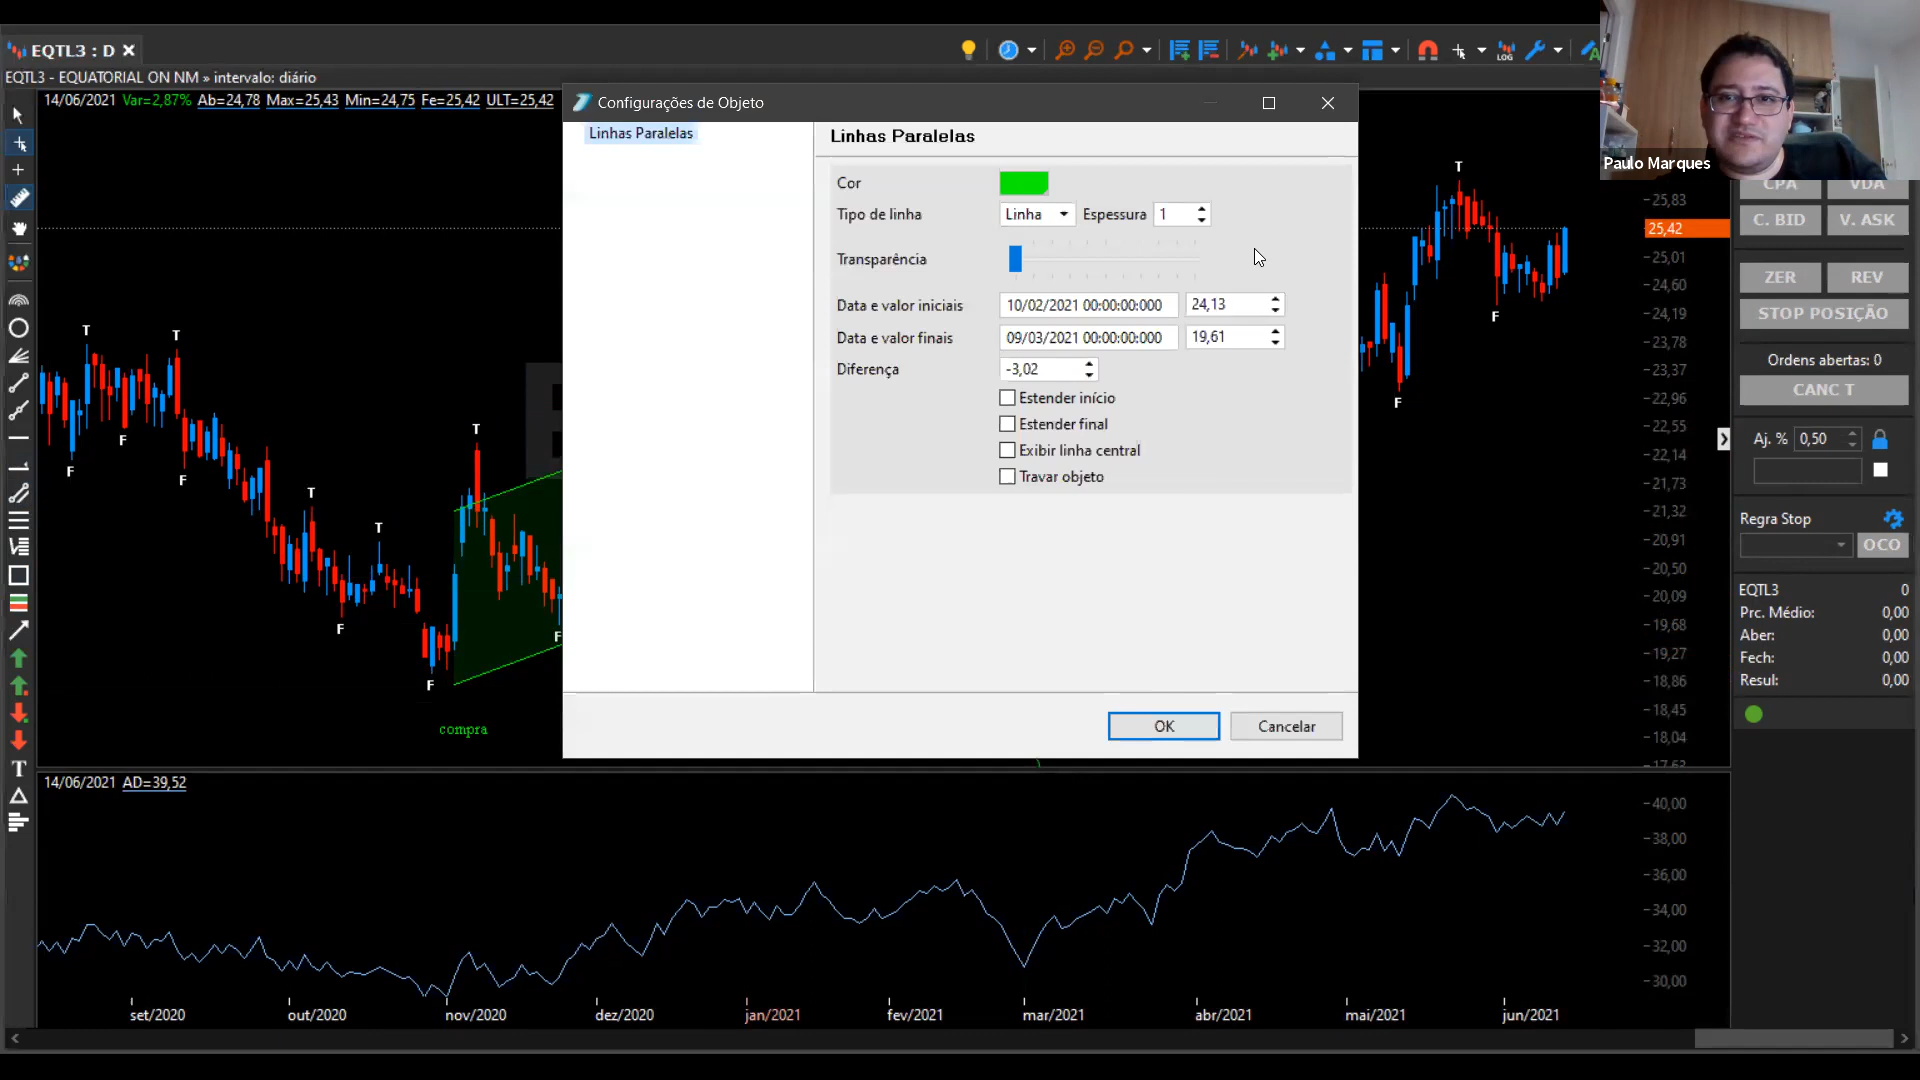 EQTL3 : D
EQTL3 - EQUATORIAL ON NM » intervalo: diário
14/06/2021 Var=2,87% Ab=24,78 Max=25,43 Min=24,75 Fe=25,42 ULT=25,42
LOG
Paulo Marques
Configurações de Objeto
Linhas Paralelas
Linhas Paralelas
Cor
Tipo de linha Linha Espessura 1
Transparência
Data e valor iniciais 10/02/2021 00:00:00:000 24,13
Data e valor finais 09/03/2021 00:00:00:000 19,61
Diferença -3,02
Estender início
Estender final
Exibir linha central
Travar objeto
OK Cancelar
T T T T T T
F F F F F F F F
compra
25,83
25,42
25,01
24,60
24,19
23,78
23,37
22,96
22,55
22,14
21,73
21,32
20,91
20,50
20,09
19,68
19,27
18,86
18,45
18,04
17,63
CPA VDA
C. BID V. ASK
ZER REV
STOP POSIÇÃO
Ordens abertas: 0
CANC T
Aj. % 0,50
Regra Stop
OCO
EQTL3 0
Prc. Médio: 0,00
Aber: 0,00
Fech: 0,00
Resul: 0,00
14/06/2021 AD=39,52
40,00
38,00
36,00
34,00
32,00
30,00
set/2020 out/2020 nov/2020 dez/2020 jan/2021 fev/2021 mar/2021 abr/2021 mai/2021 jun/2021